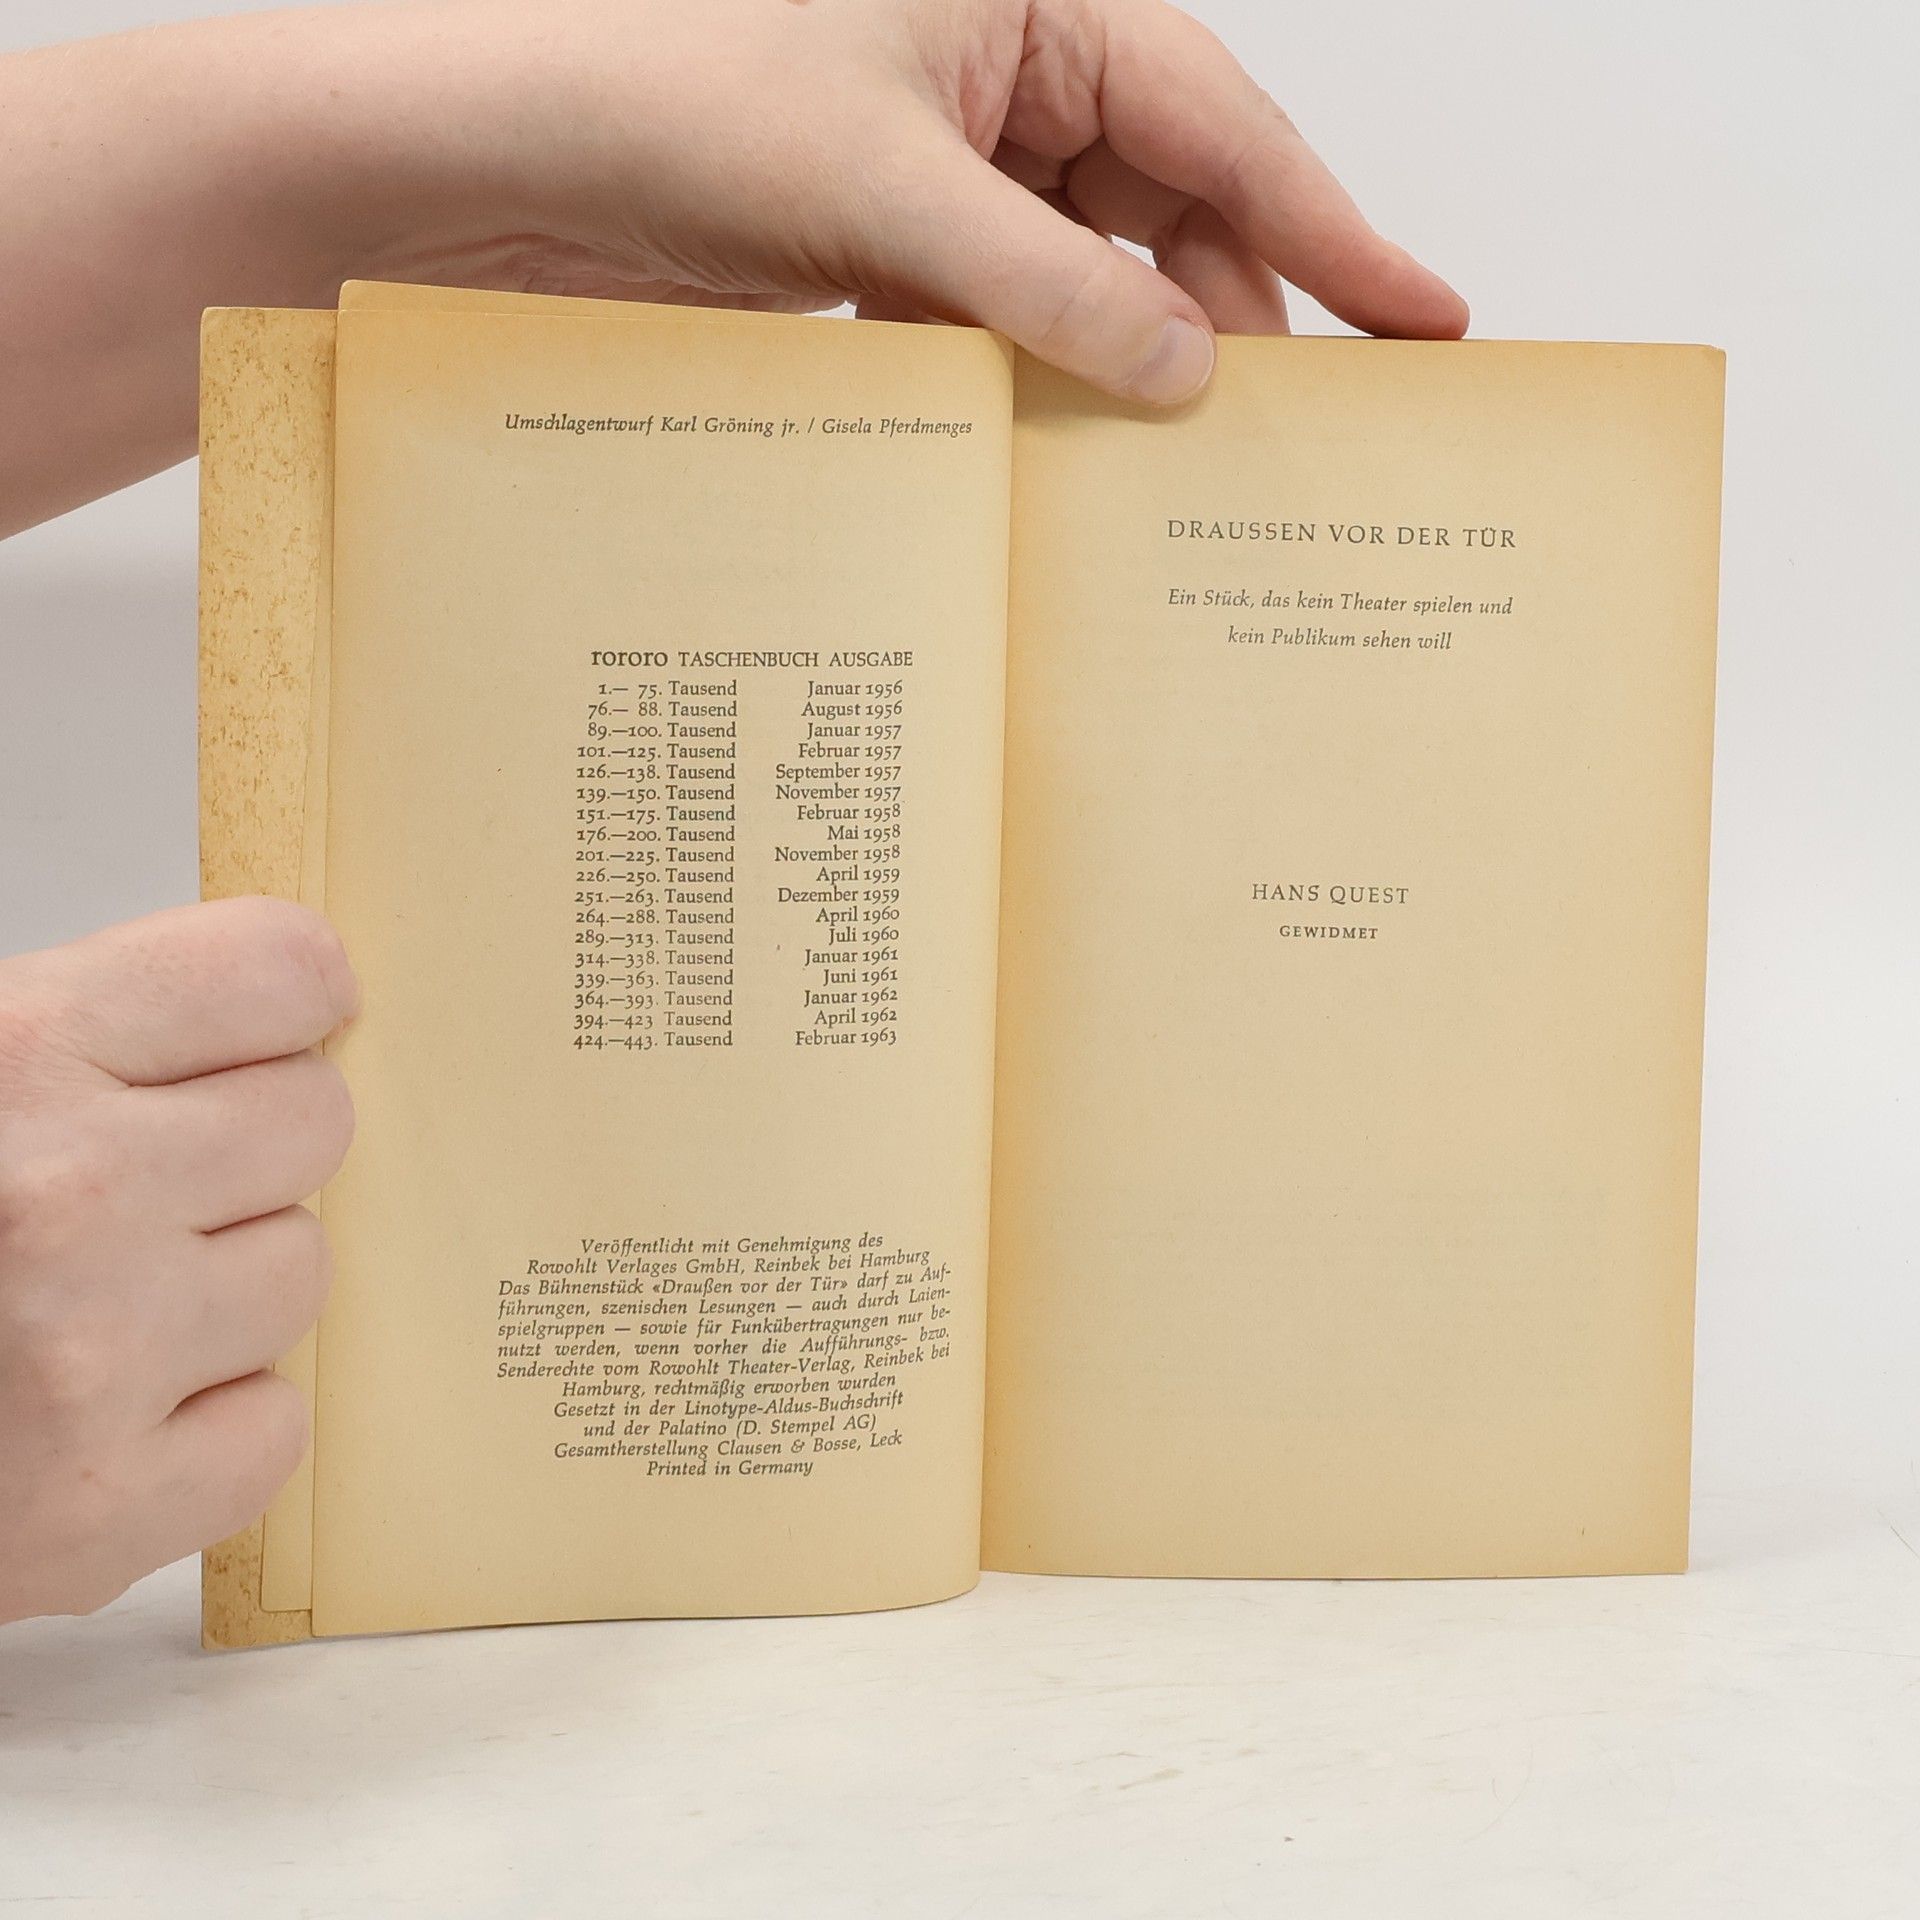 Umschlagentwurf Karl Gröning jr. / Gisela Pferdmenges
rororo TASCHENBUCH AUSGABE
1.— 75. Tausend Januar 1956
76.— 88. Tausend August 1956
89.—100. Tausend Januar 1957
101.—125. Tausend Februar 1957
126.—138. Tausend September 1957
139.—150. Tausend November 1957
151.—175. Tausend Februar 1958
176.—200. Tausend Mai 1958
201.—225. Tausend November 1958
226.—250. Tausend April 1959
251.—263. Tausend Dezember 1959
264.—288. Tausend April 1960
289.—313. Tausend Juli 1960
314.—338. Tausend Januar 1961
339.—363. Tausend Juni 1961
364.—393. Tausend Januar 1962
394.—423 Tausend April 1962
424.—443. Tausend Februar 1963
Veröffentlicht mit Genehmigung des
Rowohlt Verlages GmbH, Reinbek bei Hamburg
Das Bühnenstück «Draußen vor der Tür» darf zu Auf-
führungen, szenischen Lesungen — auch durch Laien-
spielgruppen — sowie für Funkübertragungen nur be-
nutzt werden, wenn vorher die Aufführungs- bzw.
Senderechte vom Rowohlt Theater-Verlag, Reinbek bei
Hamburg, rechtmäßig erworben wurden
Gesetzt in der Linotype-Aldus-Buchschrift
und der Palatino (D. Stempel AG)
Gesamtherstellung Clausen & Bosse, Leck
Printed in Germany
DRAUSSEN VOR DER TÜR
Ein Stück, das kein Theater spielen und
kein Publikum sehen will
HANS QUEST
GEWIDMET